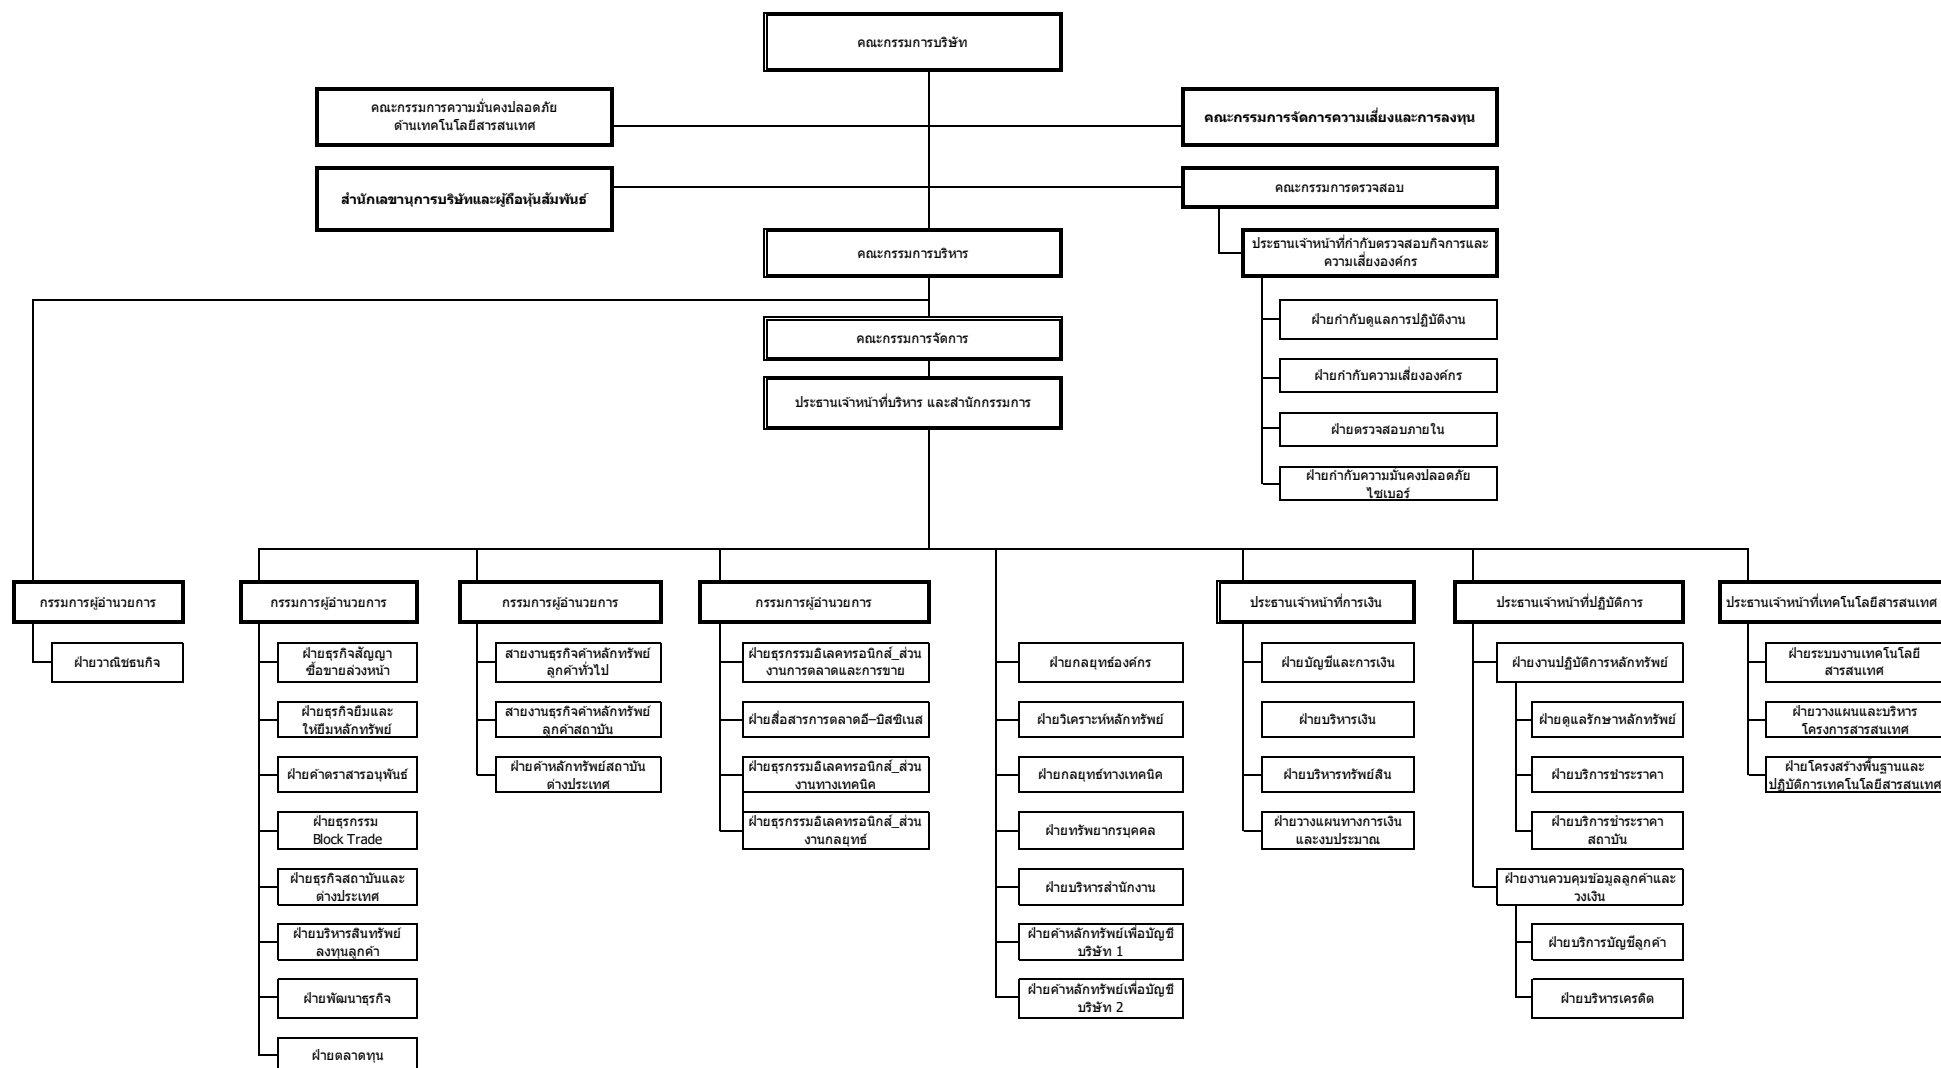 คณะกรรมการบริษัท
คณะกรรมการความมั่นคงปลอดภัย
ด้านเทคโนโลยีสารสนเทศ
คณะกรรมการจัดการความเสี่ยงและการลงทุน
สำนักเลขานุการบริษัทและผู้ถือหุ้นสัมพันธ์
คณะกรรมการตรวจสอบ
คณะกรรมการบริหาร
ประธานเจ้าหน้าที่กำกับตรวจสอบกิจการและ
ความเสี่ยงองค์กร
ฝ่ายกำกับดูแลการปฏิบัติงาน
คณะกรรมการจัดการ
ฝ่ายกำกับความเสี่ยงองค์กร
ประธานเจ้าหน้าที่บริหาร และสำนักกรรมการ
ฝ่ายตรวจสอบภายใน
ฝ่ายกำกับความมั่นคงปลอดภัย
ไซเบอร์
กรรมการผู้อำนวยการ
ฝ่ายวาณิชธนกิจ
กรรมการผู้อำนวยการ
ฝ่ายธุรกิจสัญญา
ซื้อขายล่วงหน้า
ฝ่ายธุรกิจยืมและ
ให้ยืมหลักทรัพย์
ฝ่ายค้าตราสารอนุพันธ์
ฝ่ายธุรกรรม
Block Trade
ฝ่ายธุรกิจสถาบันและ
ต่างประเทศ
ฝ่ายบริหารสินทรัพย์
ลงทุนลูกค้า
ฝ่ายพัฒนาธุรกิจ
ฝ่ายตลาดทุน
กรรมการผู้อำนวยการ
สายงานธุรกิจค้าหลักทรัพย์
ลูกค้าทั่วไป
สายงานธุรกิจค้าหลักทรัพย์
ลูกค้าสถาบัน
ฝ่ายค้าหลักทรัพย์สถาบัน
ต่างประเทศ
กรรมการผู้อำนวยการ
ฝ่ายธุรกรรมอิเลคทรอนิกส์_ส่วน
งานการตลาดและการขาย
ฝ่ายสื่อสารการตลาดอี–บิสซิเนส
ฝ่ายธุรกรรมอิเลคทรอนิกส์_ส่วน
งานทางเทคนิค
ฝ่ายธุรกรรมอิเลคทรอนิกส์_ส่วน
งานกลยุทธ์
ฝ่ายกลยุทธ์องค์กร
ฝ่ายวิเคราะห์หลักทรัพย์
ฝ่ายกลยุทธ์ทางเทคนิค
ฝ่ายทรัพยากรบุคคล
ฝ่ายบริหารสำนักงาน
ฝ่ายค้าหลักทรัพย์เพื่อบัญชี
บริษัท 1
ฝ่ายค้าหลักทรัพย์เพื่อบัญชี
บริษัท 2
ประธานเจ้าหน้าที่การเงิน
ฝ่ายบัญชีและการเงิน
ฝ่ายบริหารเงิน
ฝ่ายบริหารทรัพย์สิน
ฝ่ายวางแผนทางการเงิน
และงบประมาณ
ประธานเจ้าหน้าที่ปฏิบัติการ
ฝ่ายงานปฏิบัติการหลักทรัพย์
ฝ่ายดูแลรักษาหลักทรัพย์
ฝ่ายบริการชำระราคา
ฝ่ายบริการชำระราคา
สถาบัน
ฝ่ายงานควบคุมข้อมูลลูกค้าและ
วงเงิน
ฝ่ายบริการบัญชีลูกค้า
ฝ่ายบริหารเครดิต
ประธานเจ้าหน้าที่เทคโนโลยีสารสนเทศ
ฝ่ายระบบงานเทคโนโลยี
สารสนเทศ
ฝ่ายวางแผนและบริหาร
โครงการสารสนเทศ
ฝ่ายโครงสร้างพื้นฐานและ
ปฏิบัติการเทคโนโลยีสารสนเทศ